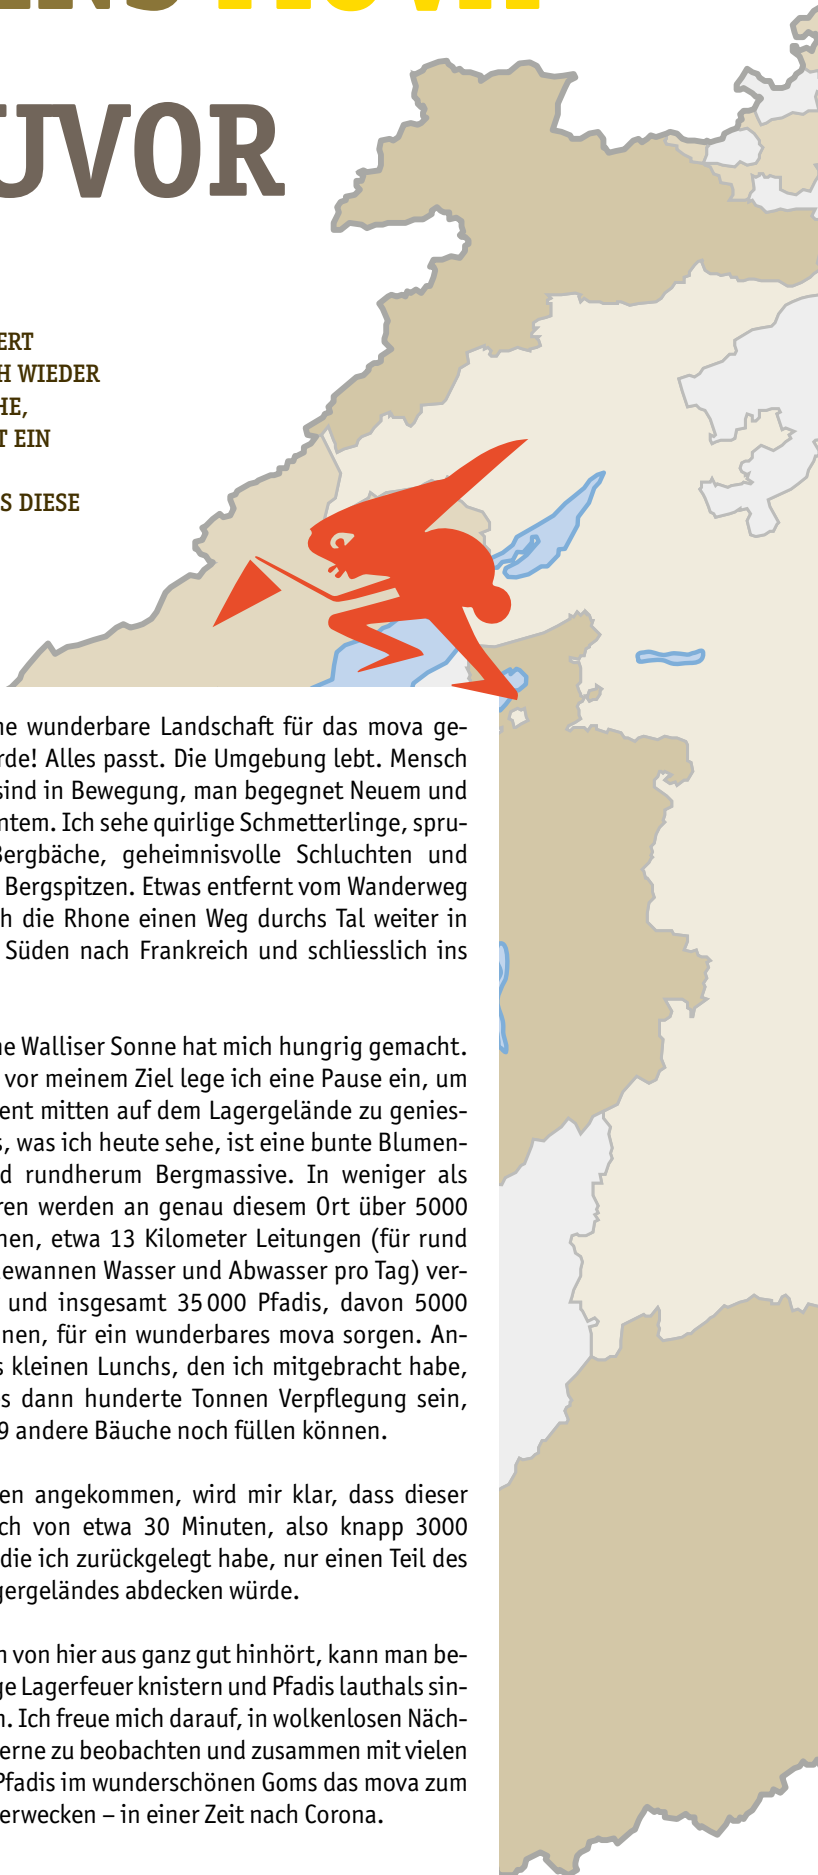 ENS
UVOR
ERT
H WIEDER
HE,
T EIN
S DIESE
ne wunderbare Landschaft für das mova ge-
rde! Alles passt. Die Umgebung lebt. Mensch
sind in Bewegung, man begegnet Neuem und
ntem. Ich sehe quirlige Schmetterlinge, spru-
Bergbäche, geheimnisvolle Schluchten und
Bergspitzen. Etwas entfernt vom Wanderweg
h die Rhone einen Weg durchs Tal weiter in
Süden nach Frankreich und schliesslich ins
ne Walliser Sonne hat mich hungrig gemacht.
vor meinem Ziel lege ich eine Pause ein, um
ent mitten auf dem Lagergelände zu genies-
s, was ich heute sehe, ist eine bunte Blumen-
d rundherum Bergmassive. In weniger als
ren werden an genau diesem Ort über 5000
hen, etwa 13 Kilometer Leitungen (für rund
ewannen Wasser und Abwasser pro Tag) ver-
und insgesamt 35 000 Pfadis, davon 5000
nnen, für ein wunderbares mova sorgen. An-
s kleinen Lunchs, den ich mitgebracht habe,
s dann hunderte Tonnen Verpflegung sein,
9 andere Bäuche noch füllen können.
en angekommen, wird mir klar, dass dieser
ch von etwa 30 Minuten, also knapp 3000
die ich zurückgelegt habe, nur einen Teil des
gergeländes abdecken würde.
n von hier aus ganz gut hinhört, kann man be-
ge Lagerfeuer knistern und Pfadis lauthals sin-
n. Ich freue mich darauf, in wolkenlosen Näch-
erne zu beobachten und zusammen mit vielen
Pfadis im wunderschönen Goms das mova zum
erwecken – in einer Zeit nach Corona.